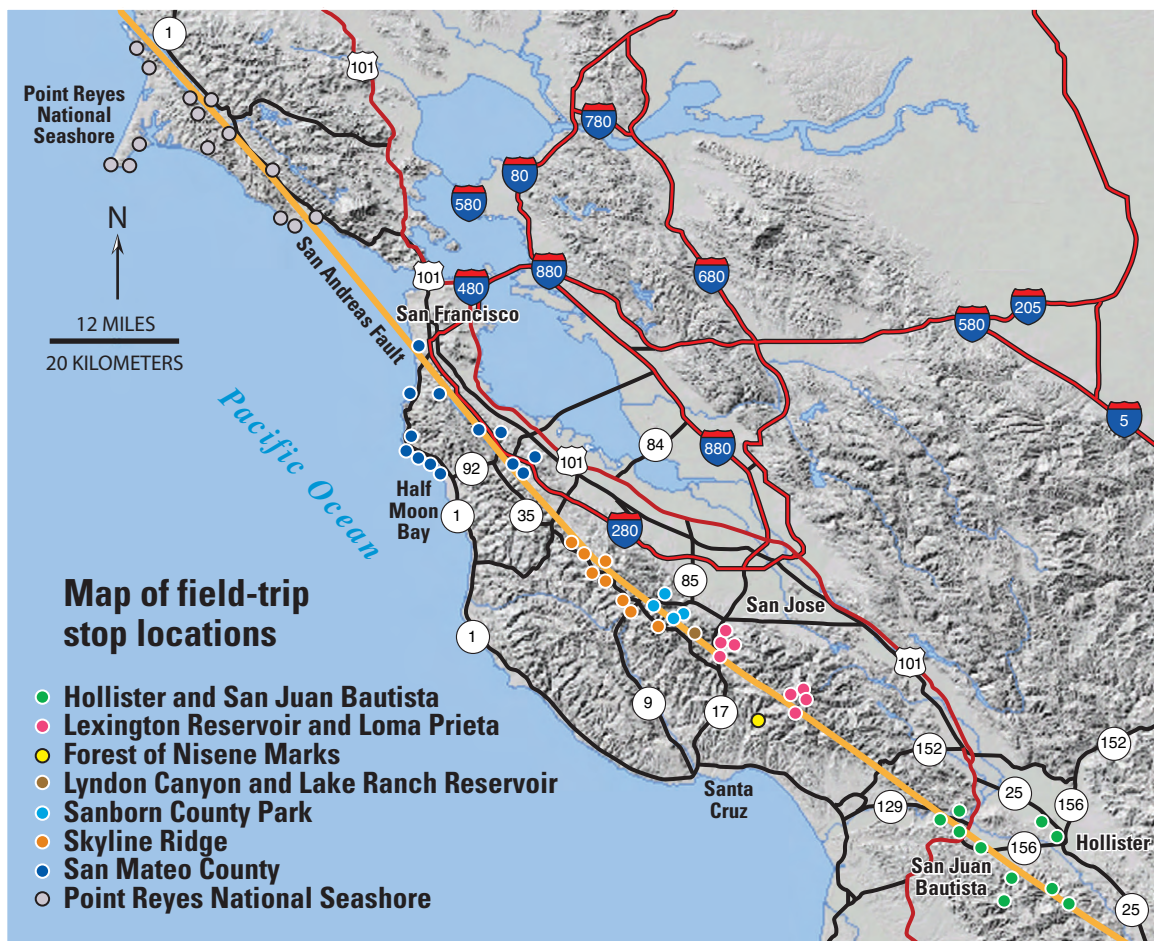 1
101
Point Reyes
National
Seashore
780
80
580
N
680
San Andreas Fault
101
480
880
205
580
12 MILES
20 KILOMETERS
San Francisco
5
Pacific Ocean
84
880
92
101
Half
Moon
Bay
1
35
280
Map of field-trip
stop locations
85
San Jose
1
101
9
17
Hollister and San Juan Bautista
Lexington Reservoir and Loma Prieta
Forest of Nisene Marks
Lyndon Canyon and Lake Ranch Reservoir
Sanborn County Park
Skyline Ridge
San Mateo County
Point Reyes National Seashore
Santa
Cruz
152
152
25
156
129
156
Hollister
San Juan
Bautista
25